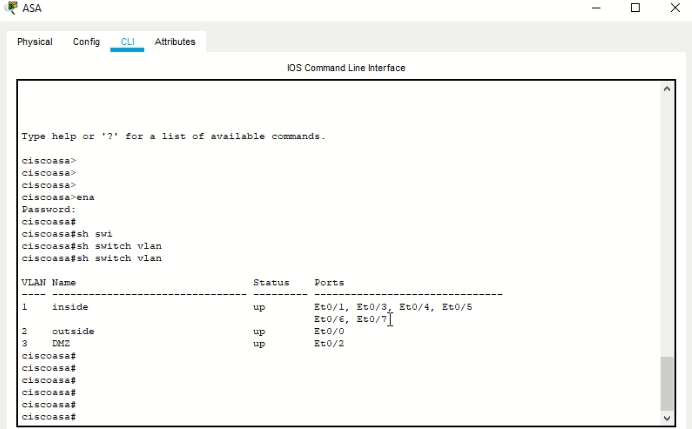 ASA
Physical Config CLI Attributes
IOS Command Line Interface
Type help or '?' for a list of available commands.
ciscoasa>
ciscoasa>
ciscoasa>
ciscoasa>ena
Password:
ciscoasa#
ciscoasa#sh swi
ciscoasa#sh switch vlan
ciscoasa#sh switch vlan
VLAN Name Status Ports
---- -------------------------------- --------- -------------------------------
1 inside up Et0/1, Et0/3, Et0/4, Et0/5
Et0/6, Et0/7
2 outside up Et0/0
3 DMZ up Et0/2
ciscoasa#
ciscoasa#
ciscoasa#
ciscoasa#
ciscoasa#
ciscoasa#